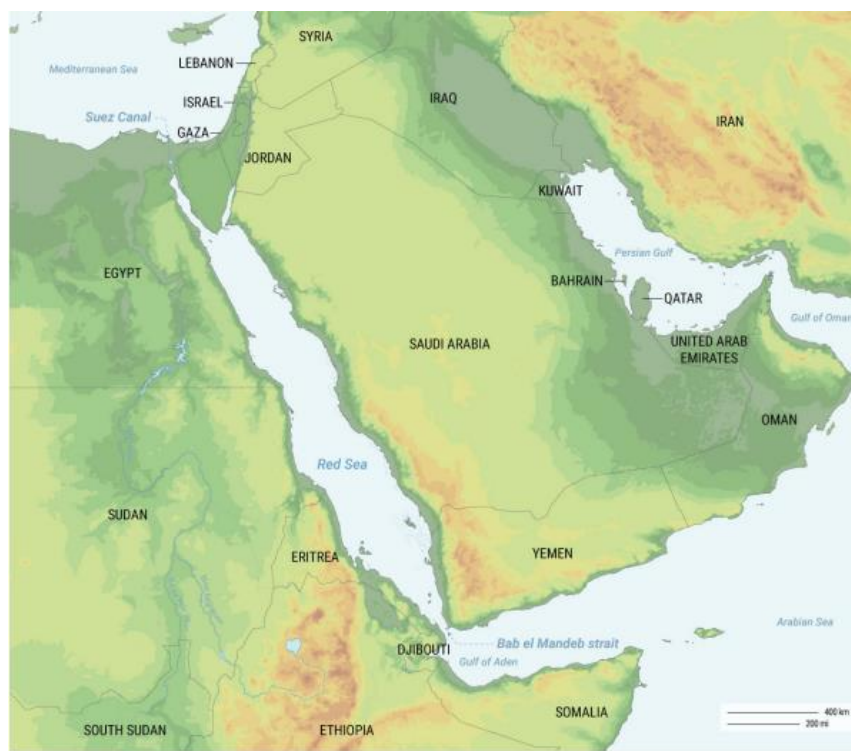 SYRIA
Mediterranean Sea
LEBANON
ISRAEL
IRAQ
Suez Canal
IRAN
GAZA
JORDAN
KUWAIT
Persian Gulf
EGYPT
BAHRAIN
QATAR
Gulf of Oman
SAUDI ARABIA
UNITED ARAB
EMIRATES
OMAN
Red Sea
SUDAN
ERITREA
YEMEN
Arabian Sea
Bab el Mandeb strait
DJIBOUTI
Gulf of Aden
SOMALIA
400 km
200 mi
SOUTH SUDAN
ETHIOPIA